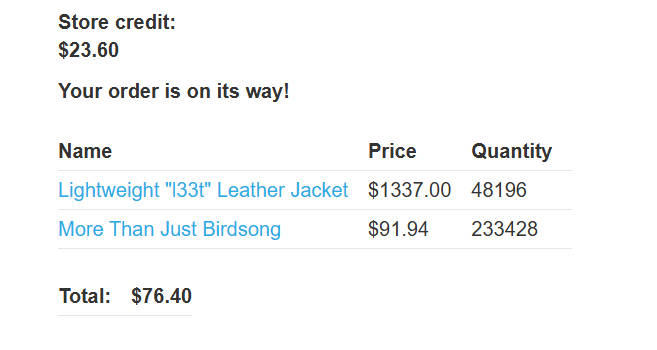 Store credit:
$23.60
Your order is on its way!
Name Price Quantity
Lightweight "l33t" Leather Jacket $1337.00 48196
More Than Just Birdsong $91.94 233428
Total: $76.40